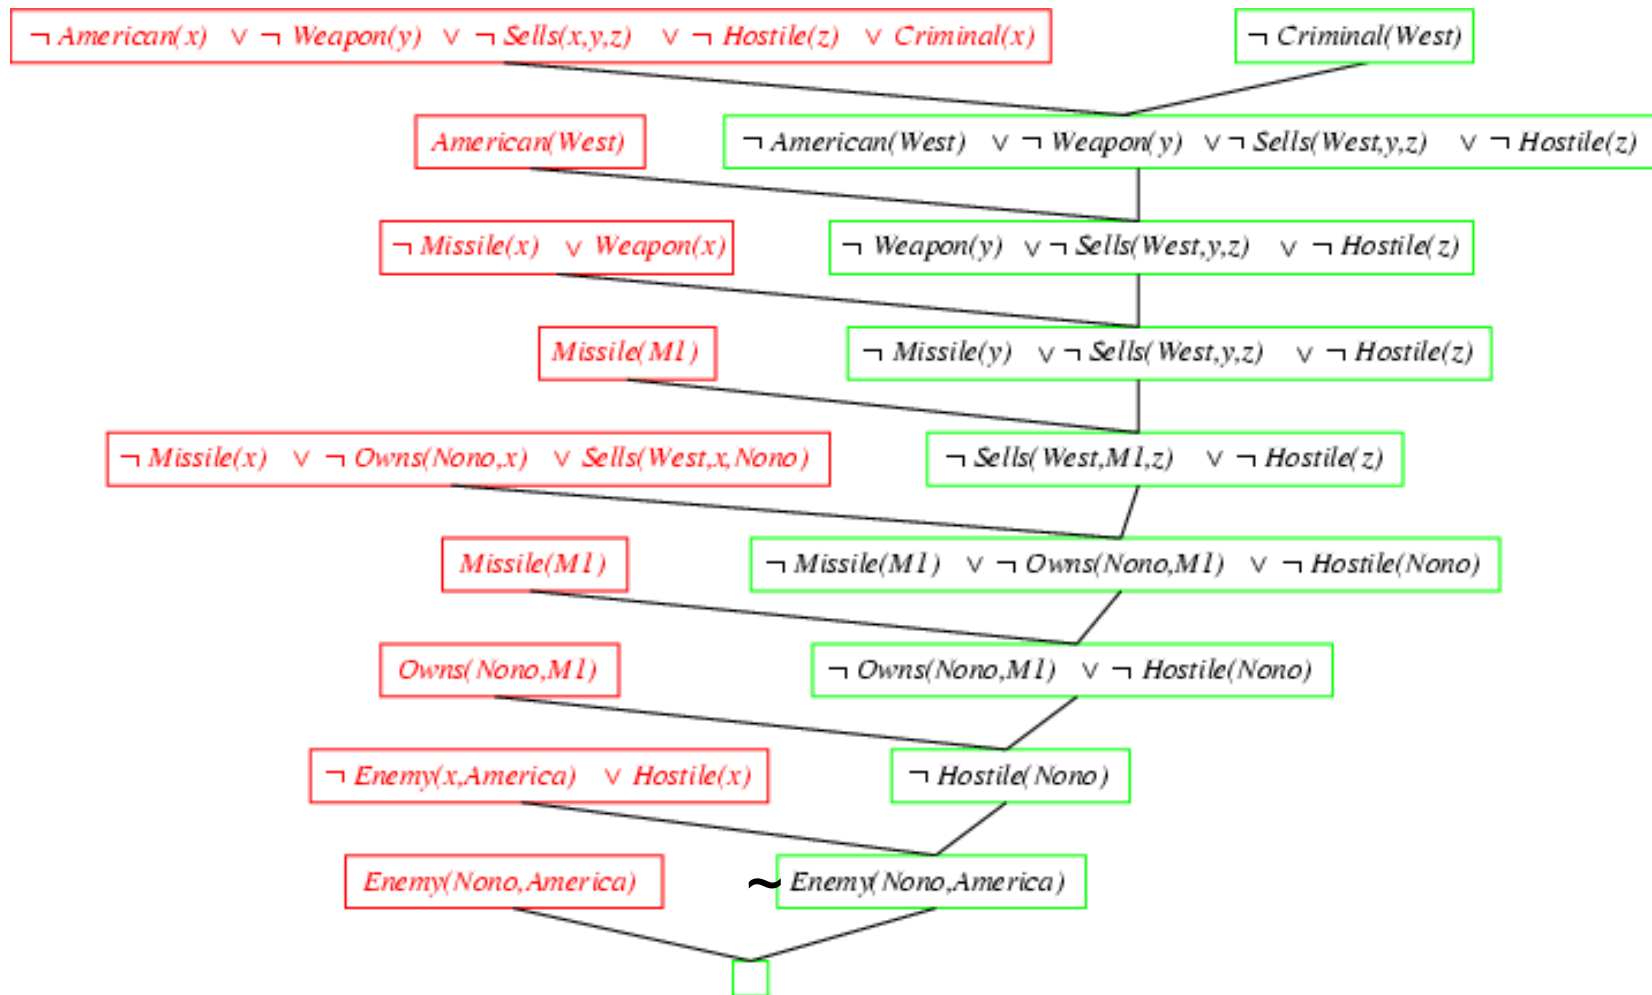 ¬ American(x) ∨ ¬ Weapon(y) ∨ ¬ Sells(x,y,z) ∨ ¬ Hostile(z) ∨ Criminal(x) ¬ Criminal(West)
American(West) ¬ American(West) ∨ ¬ Weapon(y) ∨ ¬ Sells(West,y,z) ∨ ¬ Hostile(z)
¬ Missile(x) ∨ Weapon(x) ¬ Weapon(y) ∨ ¬ Sells(West,y,z) ∨ ¬ Hostile(z)
Missile(M1) ¬ Missile(y) ∨ ¬ Sells(West,y,z) ∨ ¬ Hostile(z)
¬ Missile(x) ∨ ¬ Owns(Nono,x) ∨ Sells(West,x,Nono) ¬ Sells(West,M1,z) ∨ ¬ Hostile(z)
Missile(M1) ¬ Missile(M1) ∨ ¬ Owns(Nono,M1) ∨ ¬ Hostile(Nono)
Owns(Nono,M1) ¬ Owns(Nono,M1) ∨ ¬ Hostile(Nono)
¬ Enemy(x,America) ∨ Hostile(x) ¬ Hostile(Nono)
Enemy(Nono,America) ~ Enemy(Nono,America)